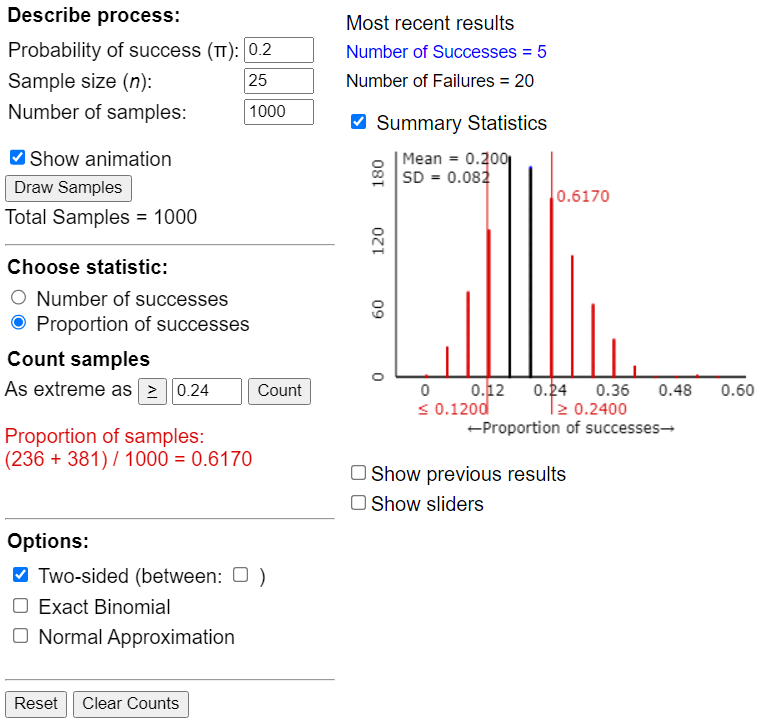 Describe process:
Probability of success (π): 0.2
Sample size (n): 25
Number of samples: 1000
Show animation
Draw Samples
Total Samples = 1000
Choose statistic:
Number of successes
Proportion of successes
Count samples
As extreme as ≥ 0.24 Count
Proportion of samples:
(236 + 381) / 1000 = 0.6170
Options:
Two-sided (between: )
Exact Binomial
Normal Approximation
Reset Clear Counts
Most recent results
Number of Successes = 5
Number of Failures = 20
Summary Statistics
Mean = 0.200
SD = 0.082
0.6170
180
120
60
0
0 0.12 0.24 0.36 0.48 0.60
≤ 0.1200 ≥ 0.2400
←Proportion of successes→
Show previous results
Show sliders